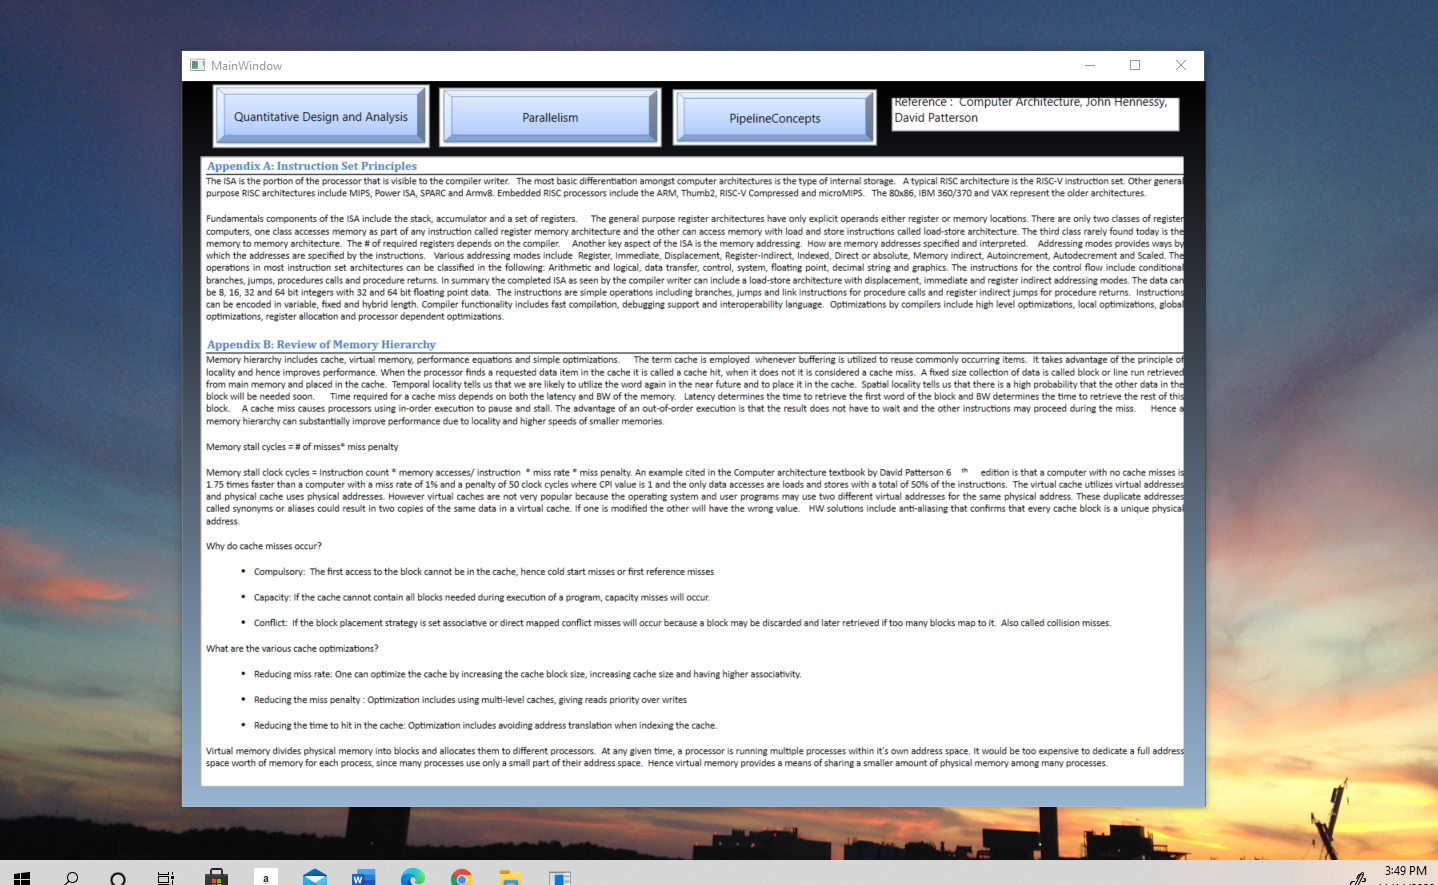 MainWindow
Quantitative Design and Analysis
Parallelism
PipelineConcepts
Reference :  Computer Architecture, John Hennessy,
David Patterson
Appendix A: Instruction Set Principles
The ISA is the portion of the processor that is visible to the compiler writer.   The most basic differentiation amongst computer architectures is the type of internal storage.   A typical RISC architecture is the RISC-V instruction set. Other general
purpose RISC architectures include MIPS, Power ISA, SPARC and Armv8. Embedded RISC processors include the ARM, Thumb2, RISC-V Compressed and microMIPS.   The 80x86, IBM 360/370 and VAX represent the older architectures.
Fundamentals components of the ISA include the stack, accumulator and a set of registers.     The general purpose register architectures have only explicit operands either register or memory locations. There are only two classes of register
computers, one class accesses memory as part of any instruction called register memory architecture and the other can access memory with load and store instructions called load-store architecture. The third class rarely found today is the
memory to memory architecture.  The # of required registers depends on the compiler.    Another key aspect of the ISA is the memory addressing.  How are memory addresses specified and interpreted.    Addressing modes provides ways by
which the addresses are specified by the instructions.   Various addressing modes include  Register, Immediate, Displacement, Register-Indirect, Indexed, Direct or absolute, Memory indirect, Autoincrement, Autodecrement and Scaled. The
operations in most instruction set architectures can be classified in the following: Arithmetic and logical, data transfer, control, system, floating point, decimal string and graphics. The instructions for the control flow include conditional
branches, jumps, procedures calls and procedure returns. In summary the completed ISA as seen by the compiler writer can include a load-store architecture with displacement, immediate and register indirect addressing modes. The data can
be 8, 16, 32 and 64 bit integers with 32 and 64 bit floating point data.  The instructions are simple operations including branches, jumps and link instructions for procedure calls and register indirect jumps for procedure returns.  Instructions
can be encoded in variable, fixed and hybrid length. Compiler functionality includes fast compilation, debugging support and interoperability language.  Optimizations by compilers include high level optimizations, local optimizations, global
optimizations, register allocation and processor dependent optimizations.
Appendix B: Review of Memory Hierarchy
Memory hierarchy includes cache, virtual memory, performance equations and simple optimizations.    The term cache is employed  whenever buffering is utilized to reuse commonly occurring items.  It takes advantage of the principle of
locality and hence improves performance. When the processor finds a requested data item in the cache it is called a cache hit, when it does not it is considered a cache miss.  A fixed size collection of data is called block or line run retrieved
from main memory and placed in the cache.  Temporal locality tells us that we are likely to utilize the word again in the near future and to place it in the cache.  Spatial locality tells us that there is a high probability that the other data in the
block will be needed soon.      Time required for a cache miss depends on both the latency and BW of the memory.   Latency determines the time to retrieve the first word of the block and BW determines the time to retrieve the rest of this
block.    A cache miss causes processors using in-order execution to pause and stall. The advantage of an out-of-order execution is that the result does not have to wait and the other instructions may proceed during the miss.     Hence a
memory hierarchy can substantially improve performance due to locality and higher speeds of smaller memories.
Memory stall cycles = # of misses* miss penalty
Memory stall clock cycles = Instruction count * memory accesses/ instruction  * miss rate * miss penalty. An example cited in the Computer architecture textbook by David Patterson 6 th edition is that a computer with no cache misses is
1.75 times faster than a computer with a miss rate of 1% and a penalty of 50 clock cycles where CPI value is 1 and the only data accesses are loads and stores with a total of 50% of the instructions.  The virtual cache utilizes virtual addresses
and physical cache uses physical addresses. However virtual caches are not very popular because the operating system and user programs may use two different virtual addresses for the same physical address. These duplicate addresses
called synonyms or aliases could result in two copies of the same data in a virtual cache. If one is modified the other will have the wrong value.   HW solutions include anti-aliasing that confirms that every cache block is a unique physical
address.
Why do cache misses occur?
• Compulsory:  The first access to the block cannot be in the cache, hence cold start misses or first reference misses
• Capacity: If the cache cannot contain all blocks needed during execution of a program, capacity misses will occur.
• Conflict:  If the block placement strategy is set associative or direct mapped conflict misses will occur because a block may be discarded and later retrieved if too many blocks map to it.  Also called collision misses.
What are the various cache optimizations?
• Reducing miss rate: One can optimize the cache by increasing the cache block size, increasing cache size and having higher associativity.
• Reducing the miss penalty : Optimization includes using multi-level caches, giving reads priority over writes
• Reducing the time to hit in the cache: Optimization includes avoiding address translation when indexing the cache.
Virtual memory divides physical memory into blocks and allocates them to different processors.  At any given time, a processor is running multiple processes within it's own address space. It would be too expensive to dedicate a full address
space worth of memory for each process, since many processes use only a small part of their address space.  Hence virtual memory provides a means of sharing a smaller amount of physical memory among many processes.
a
W
3:49 PM